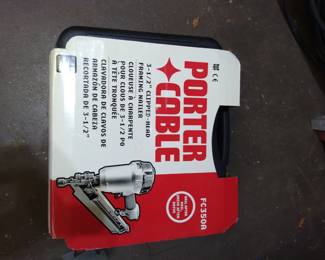 PORTER
CABLE
3-1/2" CLIPPED-HEAD
FRAMING NAILER
CLOUEUSE À CHARPENTE
POUR CLOUS DE 3-1/2 PO
À TÊTE TRONQUÉE
CLAVADORA DE CLAVOS DE
ARMAZÓN DE CABEZA
RECORTADA DE 3-1/2"
FC350A